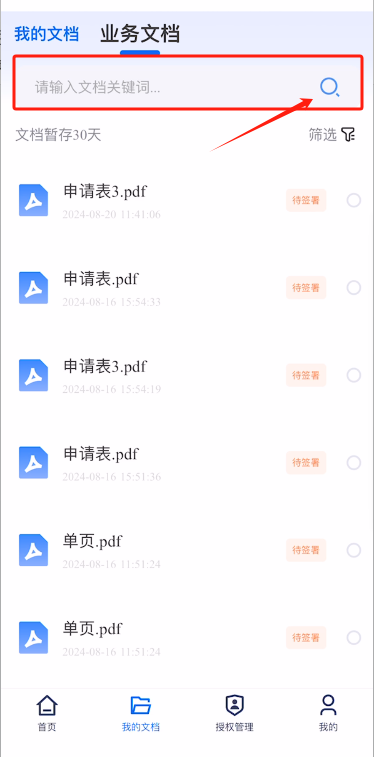 我的文档 业务文档
请输入文档关键词...
文档暂存30天 筛选
申请表3.pdf
待签署
2024-08-20 11:41:06
申请表.pdf
待签署
2024-08-16 15:54:33
申请表3.pdf
待签署
2024-08-16 15:54:19
申请表.pdf
待签署
2024-08-16 15:51:36
单页.pdf
待签署
2024-08-16 11:51:24
单页.pdf
待签署
2024-08-16 11:51:24
首页 我的文档 授权管理 我的